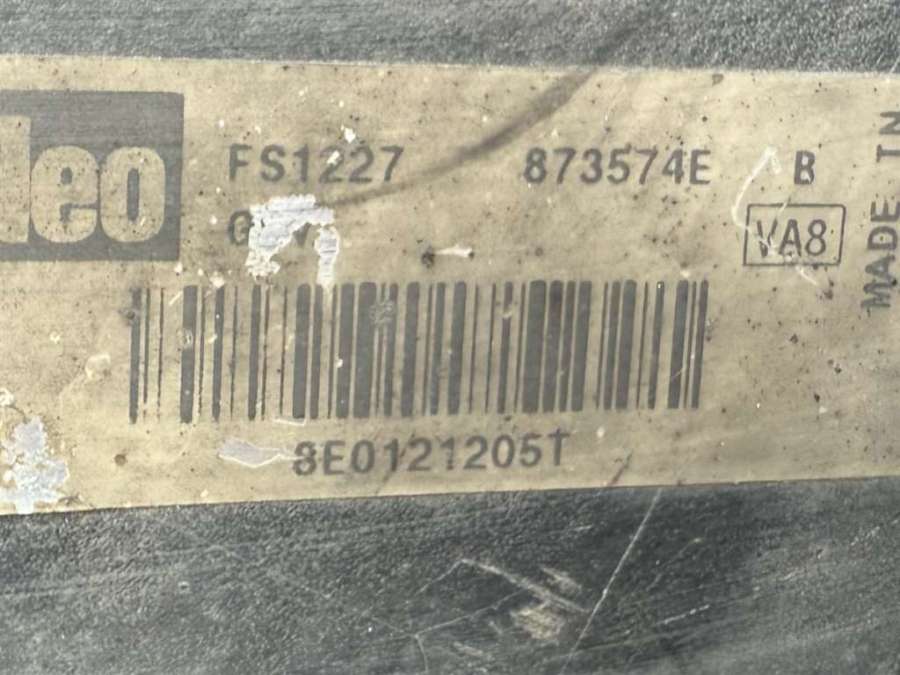 leo
FS1227 873574E B
VA8
8E0121205T
MADE IN